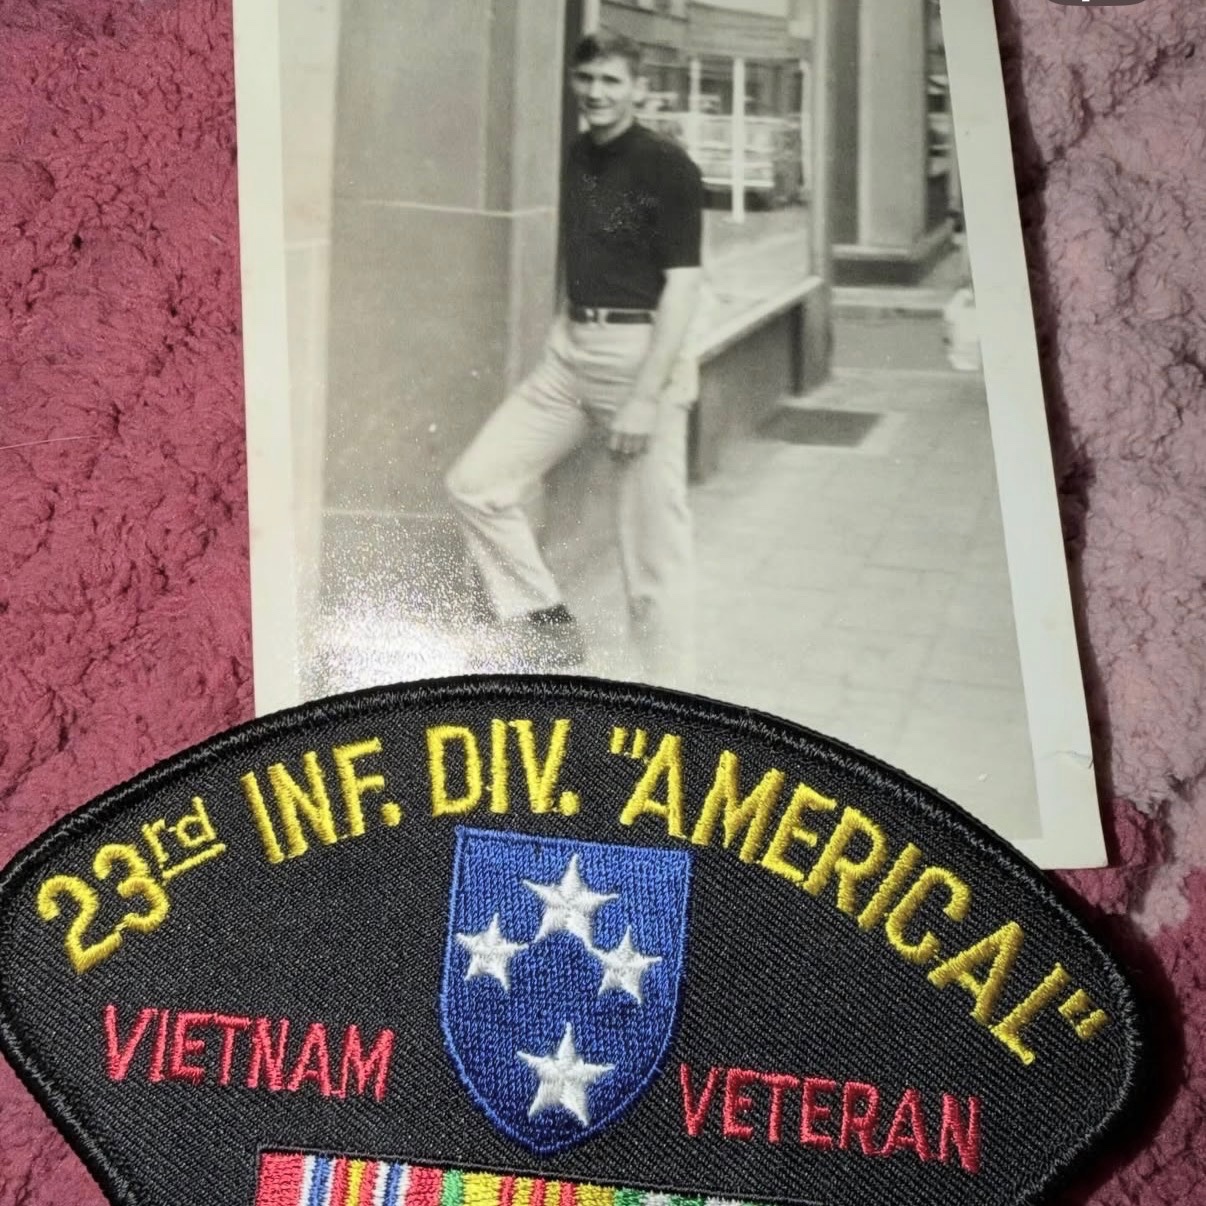 23rd INF. DIV. "AMERICAL"
VIETNAM VETERAN